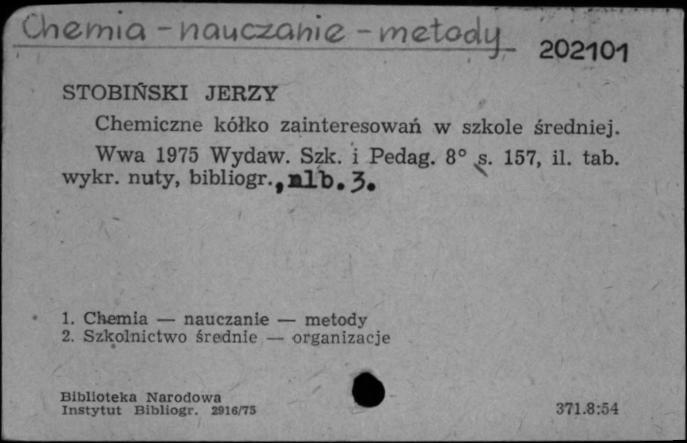 Chemia - nauczanie - metody
202101
STOBIŃSKI JERZY
Chemiczne kółko zainteresowań w szkole średniej.
Wwa 1975 Wydaw. Szk. i Pedag. 8° s. 157, il. tab.
wykr. nuty, bibliogr., nlb. 3.
1. Chemia — nauczanie — metody
2. Szkolnictwo średnie — organizacje
Biblioteka Narodowa
Instytut Bibliogr. 2916/75
371.8:54